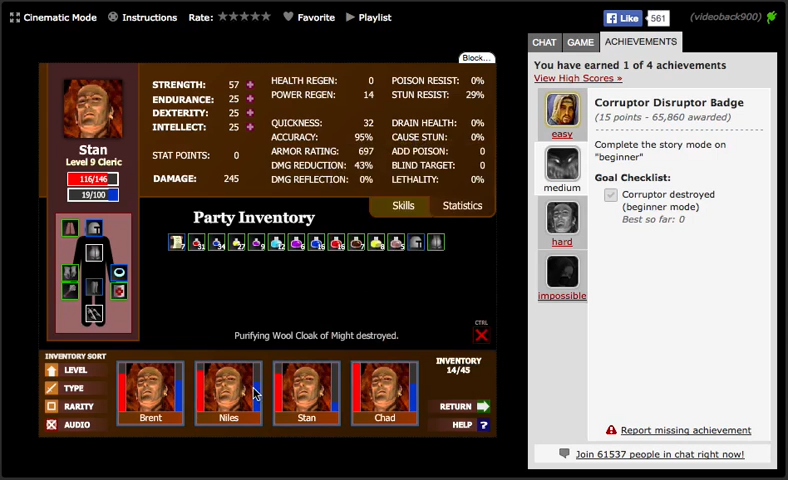 Cinematic Mode
Instructions
Rate:
Favorite
Playlist
Like
561
(videoback900)
Block...
CHAT
GAME
ACHIEVEMENTS
You have earned 1 of 4 achievements
View High Scores »
easy
medium
hard
impossible
Corruptor Disruptor Badge
(15 points - 65,860 awarded)
Complete the story mode on
"beginner"
Goal Checklist:
Corruptor destroyed
(beginner mode)
Best so far: 0
Report missing achievement
Join 61537 people in chat right now!
Stan
Level 9 Cleric
116/146
19/100
STRENGTH: 57
ENDURANCE: 25
DEXTERITY: 25
INTELLECT: 25
STAT POINTS: 0
DAMAGE: 245
HEALTH REGEN: 0
POWER REGEN: 14
QUICKNESS: 32
ACCURACY: 95%
ARMOR RATING: 697
DMG REDUCTION: 43%
DMG REFLECTION: 0%
POISON RESIST: 0%
STUN RESIST: 29%
DRAIN HEALTH: 0%
CAUSE STUN: 0%
ADD POISON: 0
BLIND TARGET: 0
LETHALITY: 0%
Skills
Statistics
Party Inventory
Purifying Wool Cloak of Might destroyed.
CTRL
INVENTORY SORT
LEVEL
TYPE
RARITY
AUDIO
Brent
Niles
Stan
Chad
INVENTORY
14/45
RETURN
HELP
?